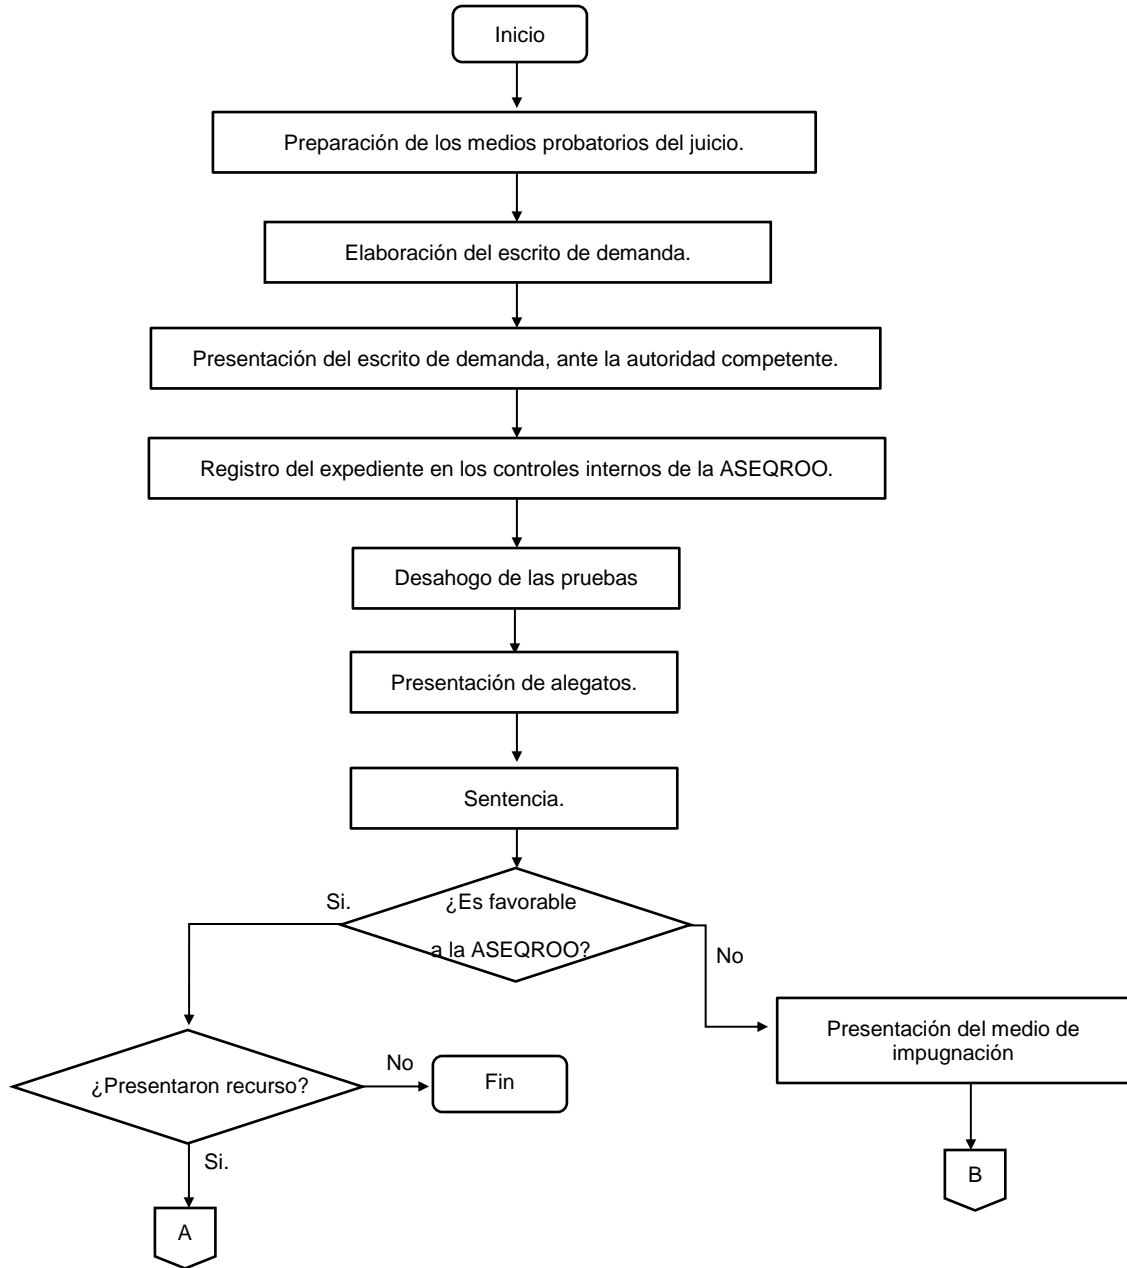 Inicio
Preparación de los medios probatorios del juicio.
Elaboración del escrito de demanda.
Presentación del escrito de demanda, ante la autoridad competente.
Registro del expediente en los controles internos de la ASEQROO.
Desahogo de las pruebas
Presentación de alegatos.
Sentencia.
Si.
¿Es favorable
a la ASEQROO?
No
Presentación del medio de
impugnación
¿Presentaron recurso?
No
Fin
Si.
B
A